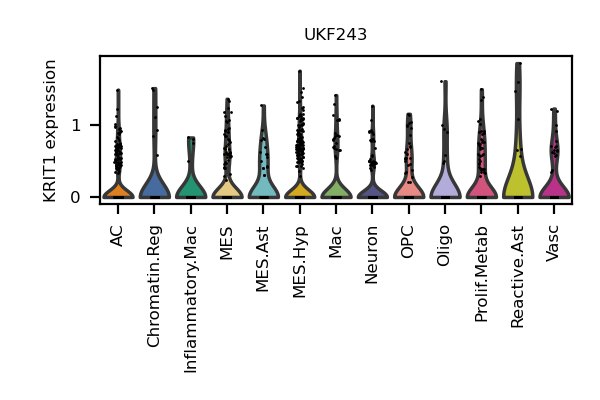 UKF243
KRIT1 expression
1
0
AC
Chromatin.Reg
Inflammatory.Mac
MES
MES.Ast
MES.Hyp
Mac
Neuron
OPC
Oligo
Prolif.Metab
Reactive.Ast
Vasc